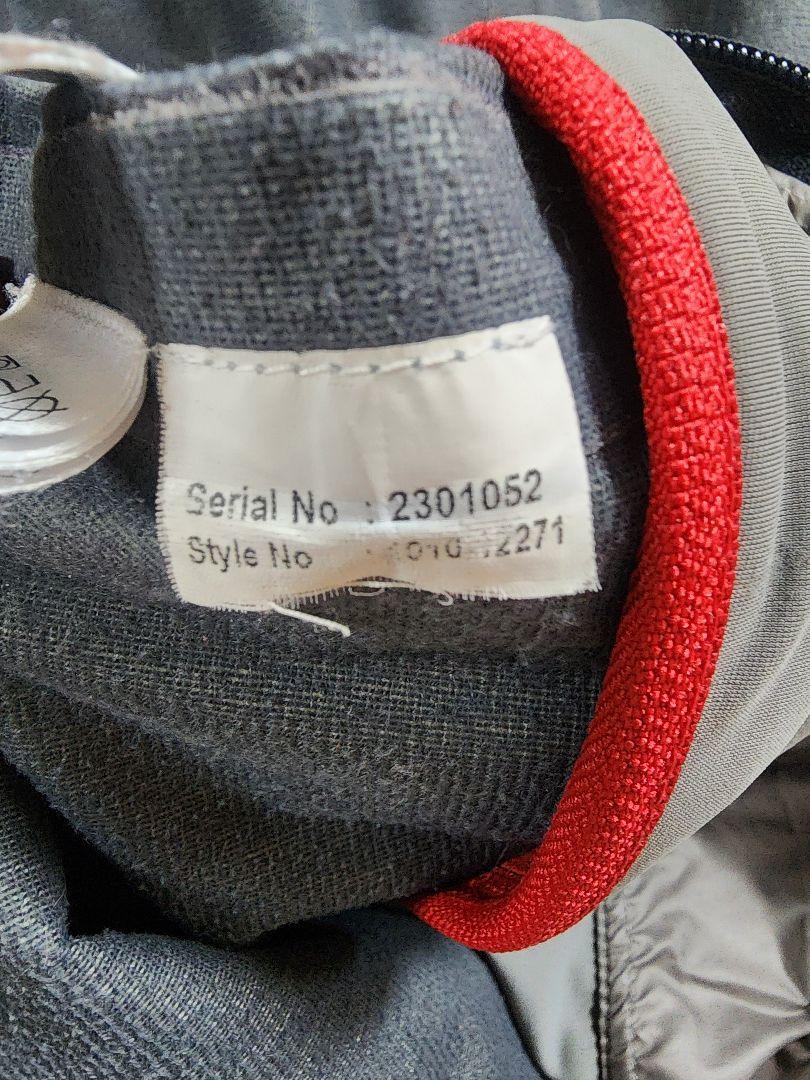 Serial No : 2301052
Style No :